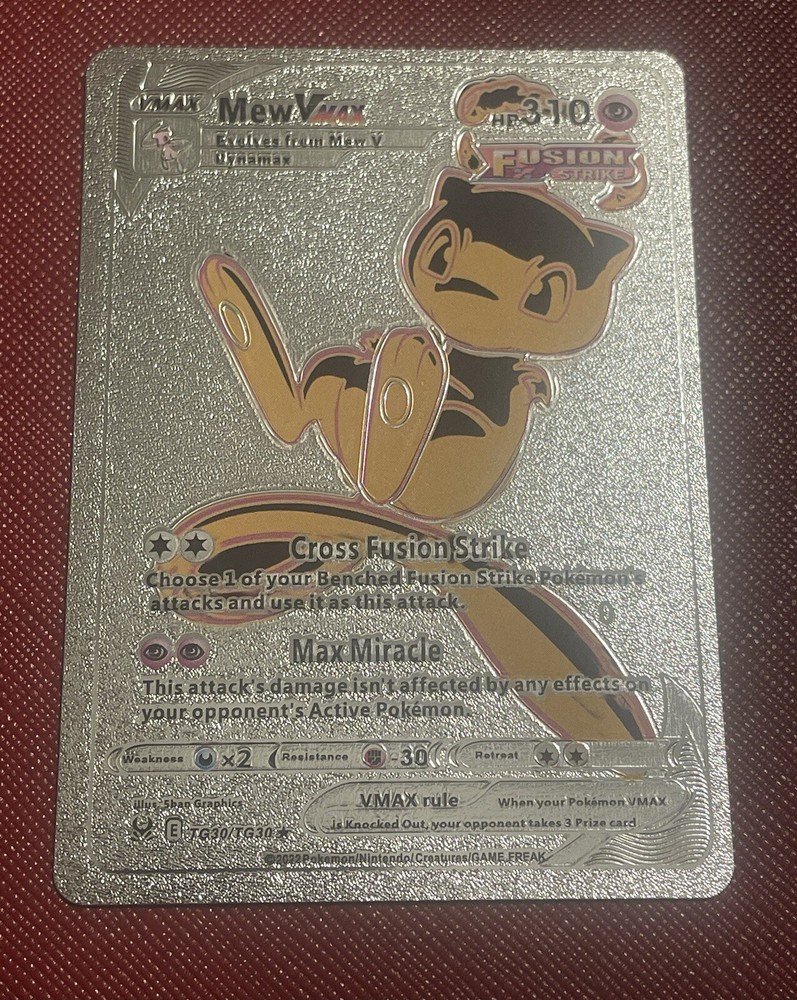 VMAX
MewVMAX
HP310
Evolves from Mew V
Dynamax
FUSION
STRIKE
Cross Fusion Strike
Choose 1 of your Benched Fusion Strike Pokémon's
attacks and use it as this attack.
0
Max Miracle
This attack's damage isn't affected by any effects on
your opponent's Active Pokémon.
Weakness x2 Resistance -30 Retreat
illus. 5ban Graphics
VMAX rule When your Pokémon VMAX
is Knocked Out, your opponent takes 3 Prize card
E TG30/TG30★
©2022Pokemon/Nintendo/Creatures/GAME FREAK